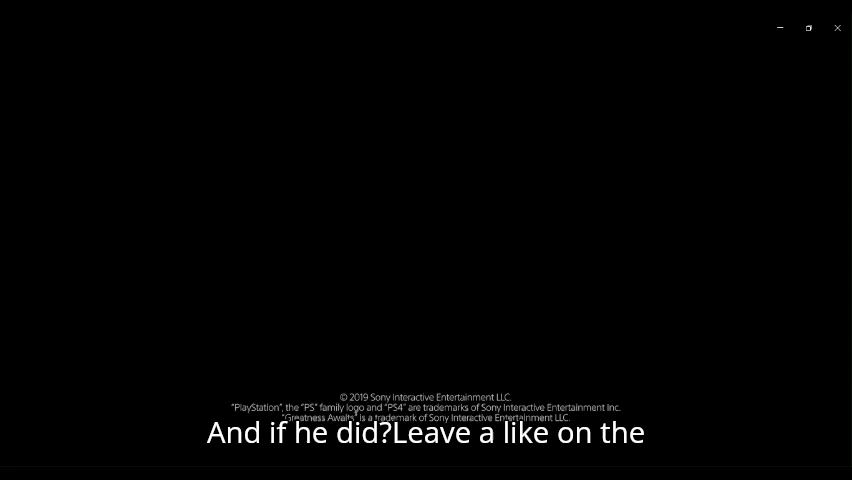 © 2019 Sony Interactive Entertainment LLC.
"PlayStation", the "PS" family logo and "PS4" are trademarks of Sony Interactive Entertainment Inc.
"Greatness Awaits" is a trademark of Sony Interactive Entertainment LLC.
And if he did?Leave a like on the